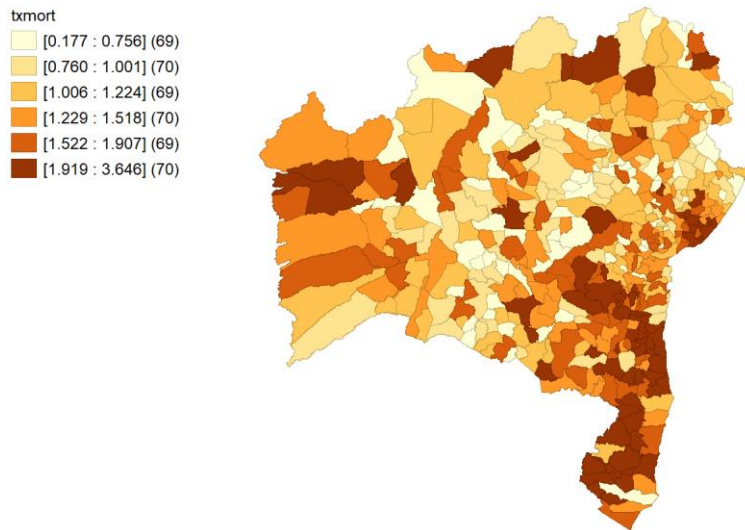 txmort
[0.177 : 0.756] (69)
[0.760 : 1.001] (70)
[1.006 : 1.224] (69)
[1.229 : 1.518] (70)
[1.522 : 1.907] (69)
[1.919 : 3.646] (70)